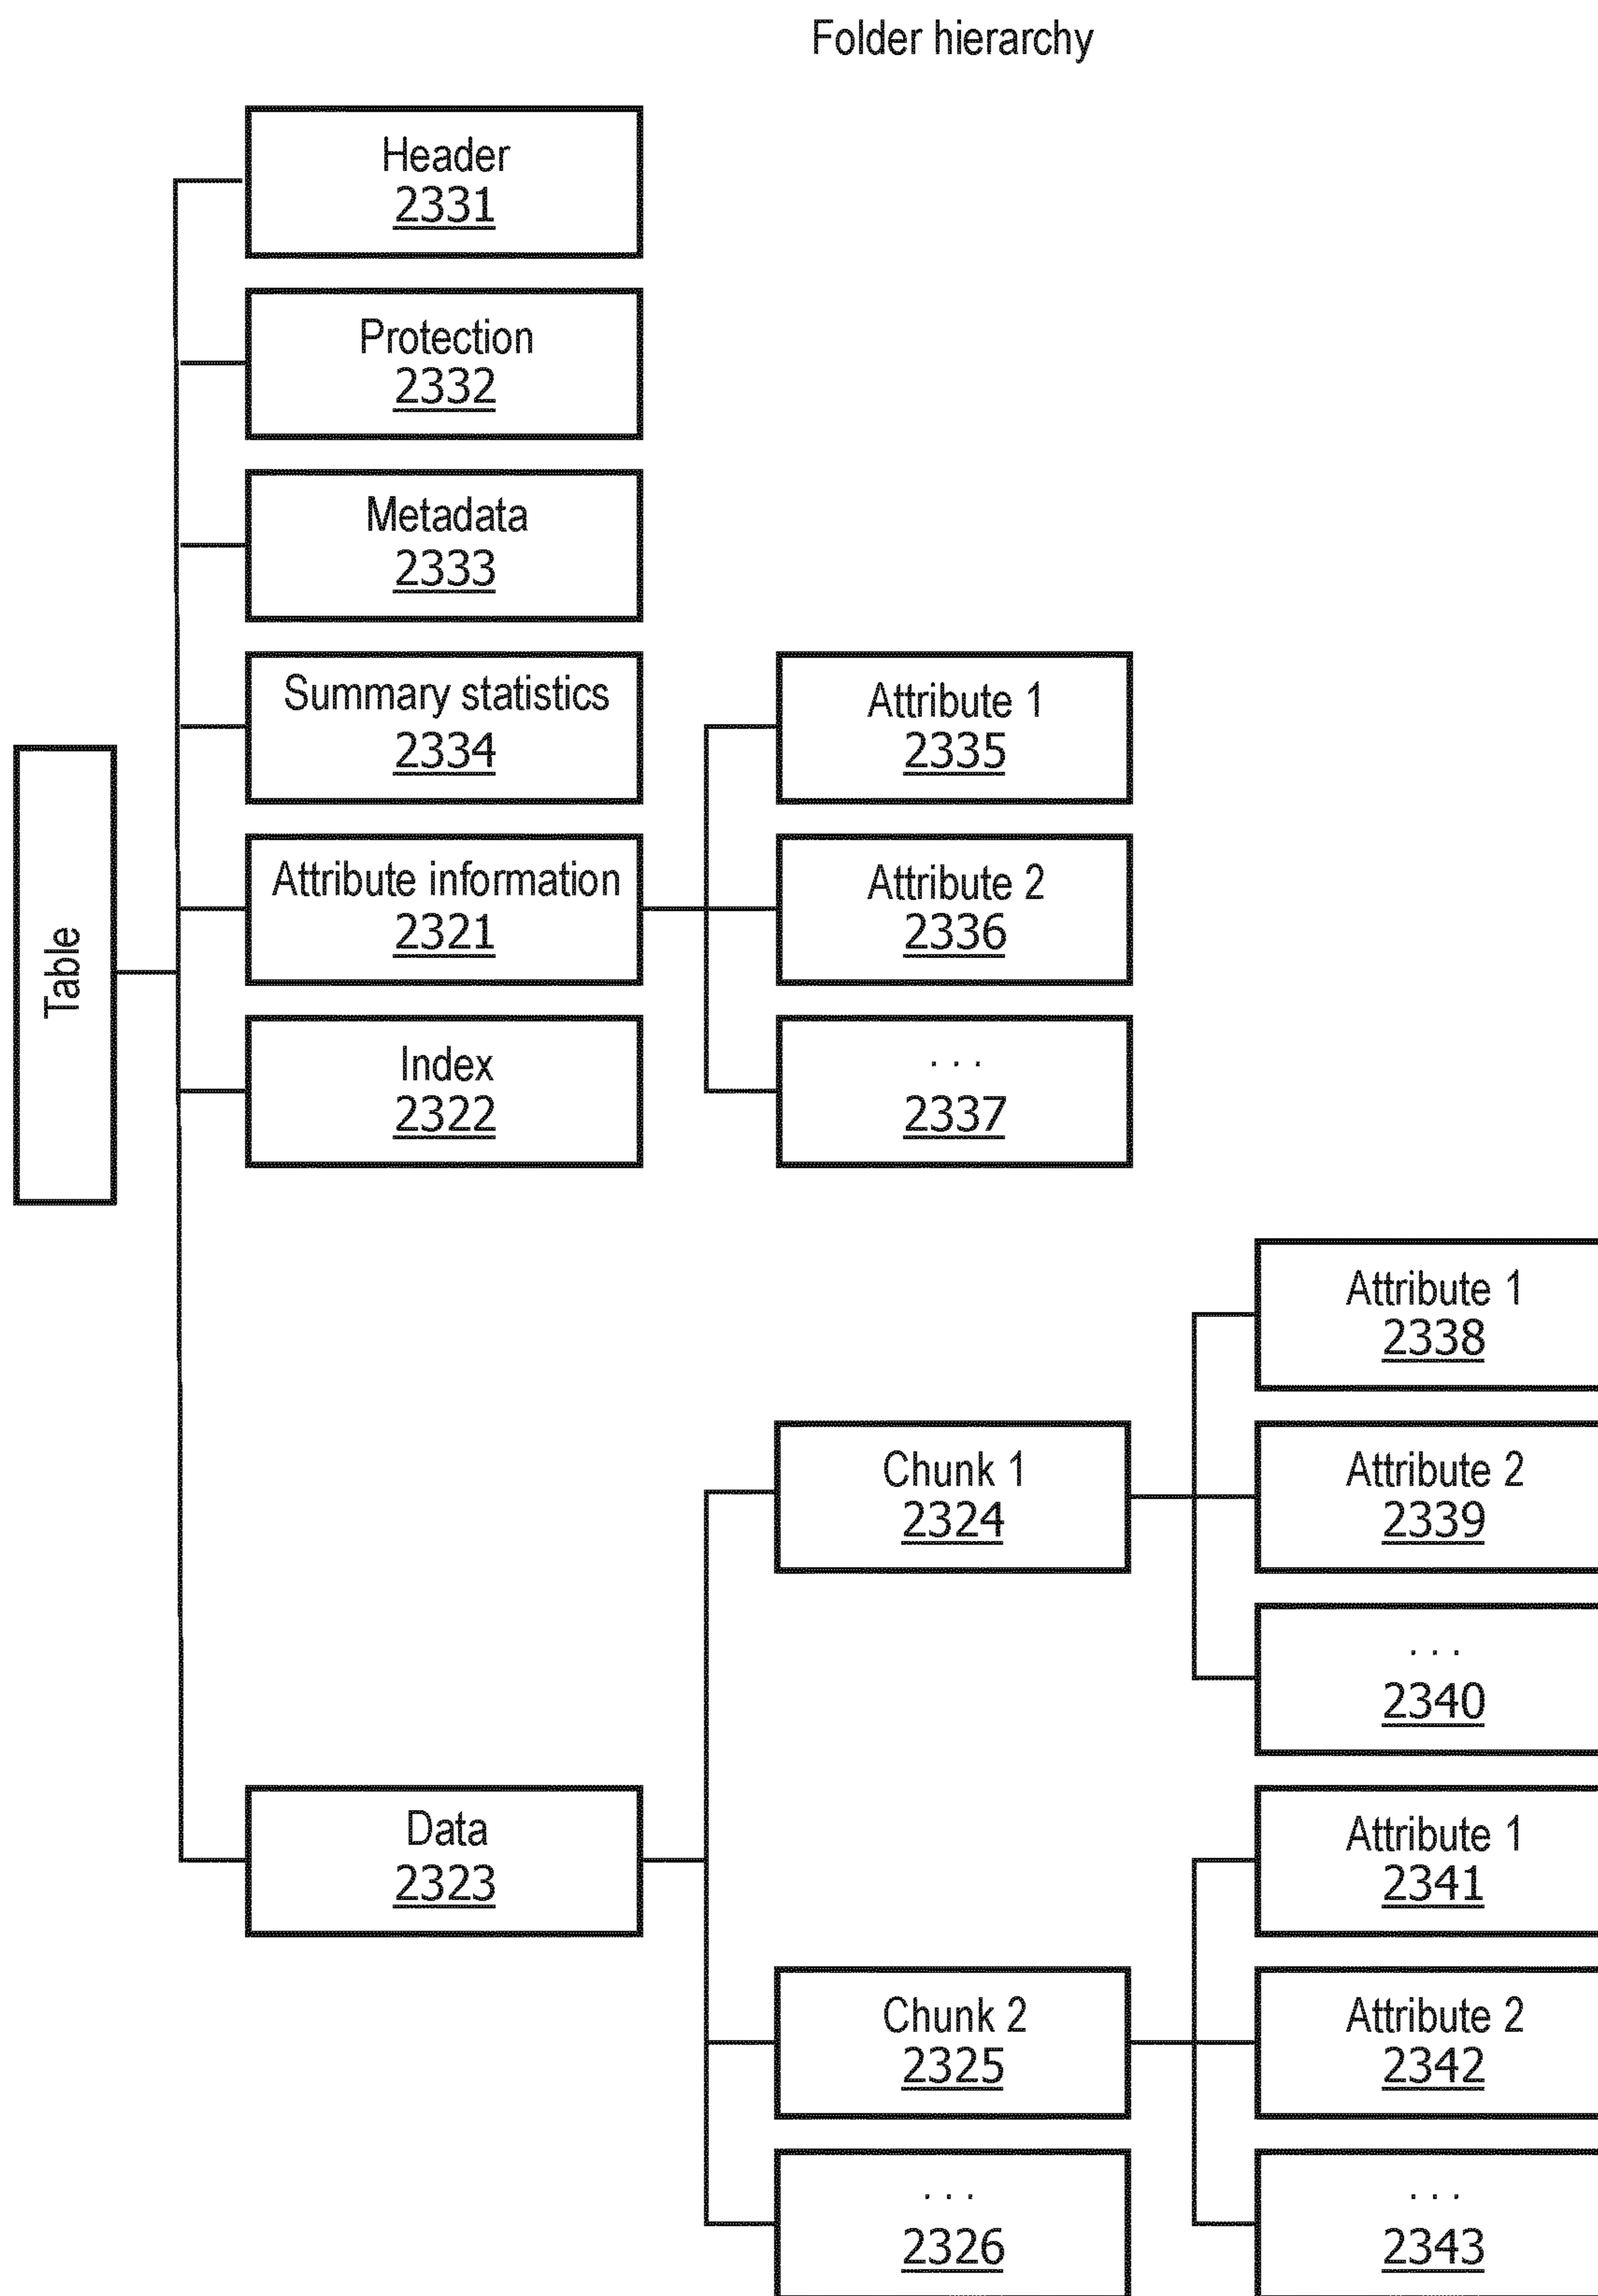 Folder hierarchy
Table
Header
2331
Protection
2332
Metadata
2333
Summary statistics
2334
Attribute information
2321
Index
2322
Attribute 1
2335
Attribute 2
2336
. . .
2337
Data
2323
Chunk 1
2324
Attribute 1
2338
Attribute 2
2339
. . .
2340
Chunk 2
2325
Attribute 1
2341
Attribute 2
2342
. . .
2343
. . .
2326